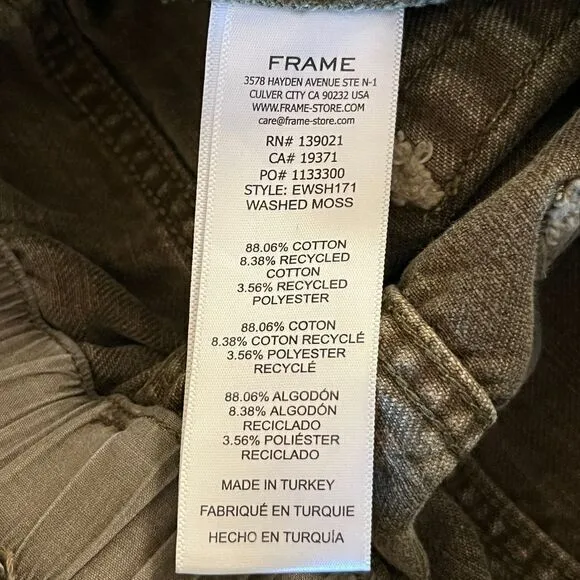 FRAME
3578 HAYDEN AVENUE STE N-1
CULVER CITY CA 90232 USA
WWW.FRAME-STORE.COM
care@frame-store.com
RN# 139021
CA# 19371
PO# 1133300
STYLE: EWSH171
WASHED MOSS
88.06% COTTON
8.38% RECYCLED
COTTON
3.56% RECYCLED
POLYESTER
88.06% COTON
8.38% COTON RECYCLÉ
3.56% POLYESTER
RECYCLÉ
88.06% ALGODÓN
8.38% ALGODÓN
RECICLADO
3.56% POLIÉSTER
RECICLADO
MADE IN TURKEY
FABRIQUÉ EN TURQUIE
HECHO EN TURQUÍA